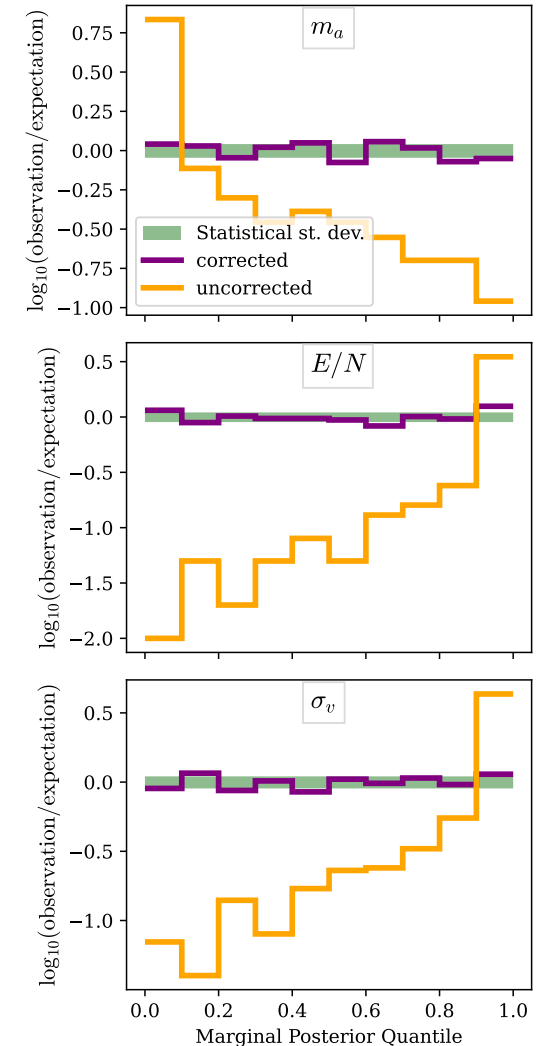 m_a
log₁₀(observation/expectation)
0.75
0.50
0.25
0.00
−0.25
−0.50
−0.75
−1.00
Statistical st. dev.
corrected
uncorrected
E/N
log₁₀(observation/expectation)
0.5
0.0
−0.5
−1.0
−1.5
−2.0
σ_v
log₁₀(observation/expectation)
0.5
0.0
−0.5
−1.0
0.0 0.2 0.4 0.6 0.8 1.0
Marginal Posterior Quantile